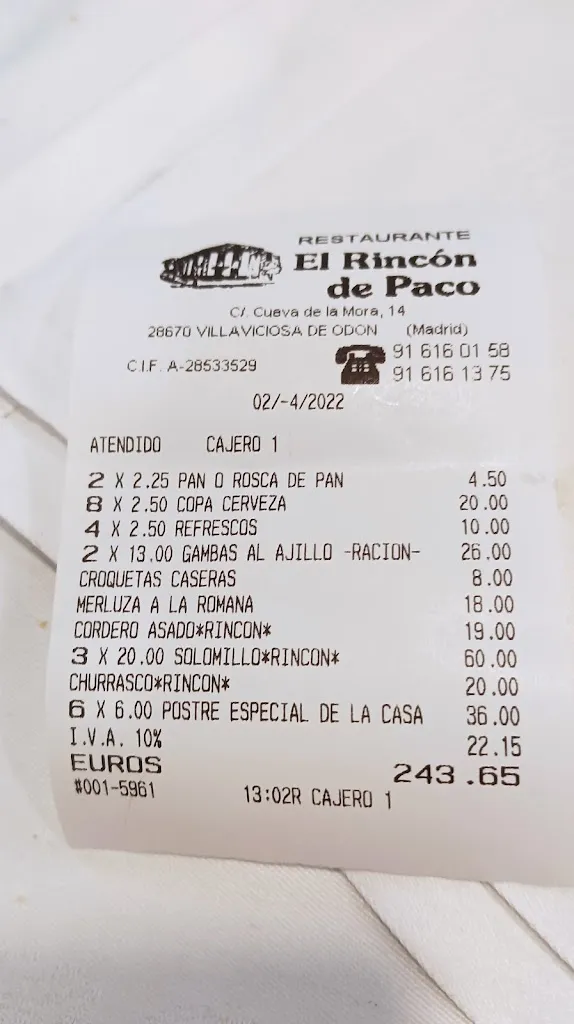 RESTAURANTE
El Rincón
de Paco
C/. Cueva de la Mora, 14
28670 VILLAVICIOSA DE ODON (Madrid)
C.I.F. A-28533529
91 616 01 58
91 616 13 75
02/-4/2022
ATENDIDO CAJERO 1
2 X 2.25 PAN O ROSCA DE PAN 4.50
8 X 2.50 COPA CERVEZA 20.00
4 X 2.50 REFRESCOS 10.00
2 X 13.00 GAMBAS AL AJILLO -RACION- 26.00
CROQUETAS CASERAS 8.00
MERLUZA A LA ROMANA 18.00
CORDERO ASADO*RINCON* 19.00
3 X 20.00 SOLOMILLO*RINCON* 60.00
CHURRASCO*RINCON* 20.00
6 X 6.00 POSTRE ESPECIAL DE LA CASA 36.00
I.V.A. 10% 22.15
EUROS 243.65
#001-5961 13:02R CAJERO 1